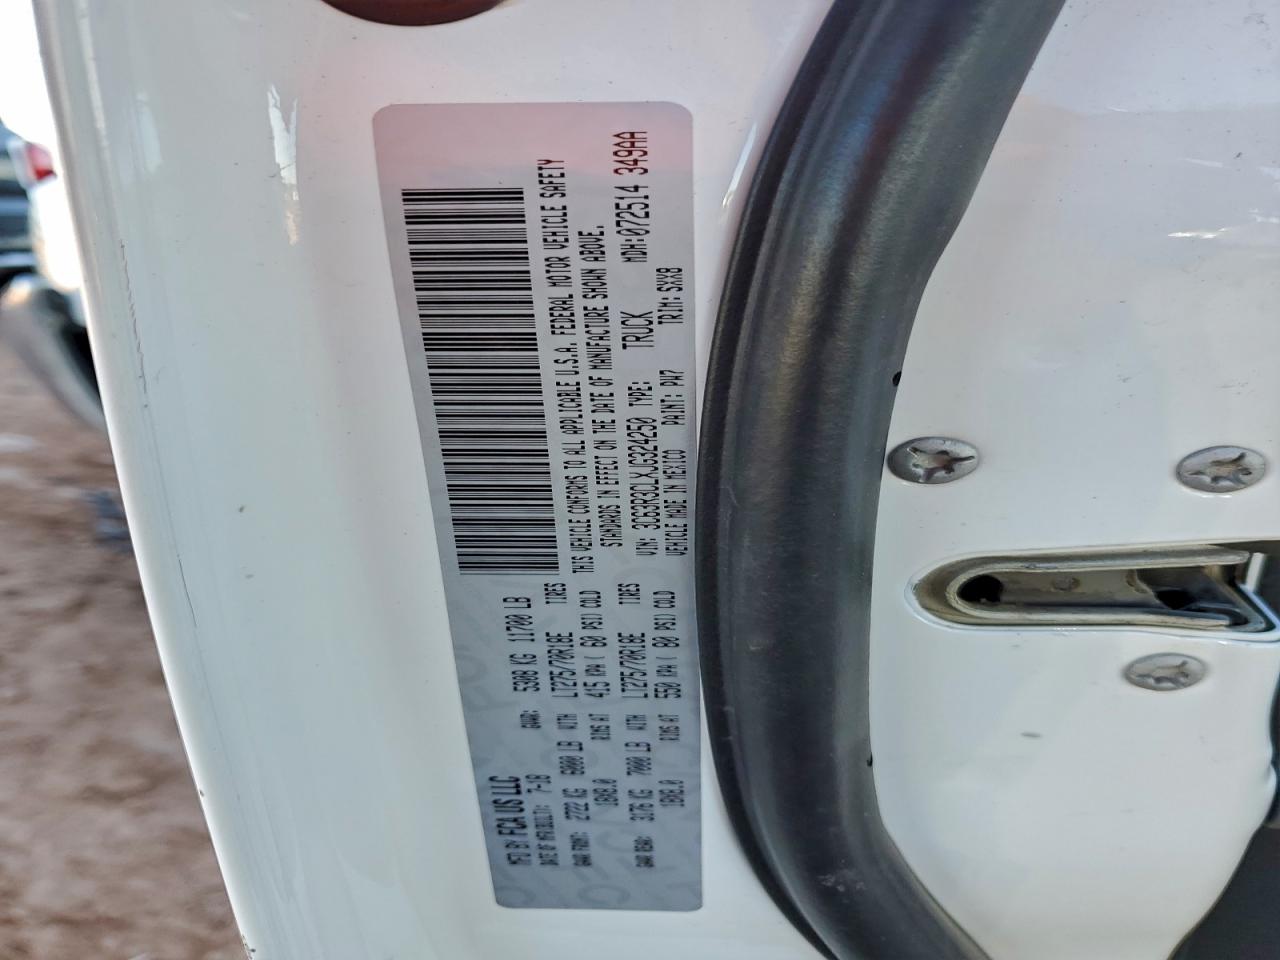 MFD BY FCA US LLC
DATE OF MFR(BUILT): 7-18 GVWR: 5308 KG 11700 LB
GAWR FRONT: 2722 KG 6000 LB WITH LT275/70R18E TIRES
18X8.0 RIMS AT 415 KPA ( 60 PSI) COLD
GAWR REAR: 3176 KG 7000 LB WITH LT275/70R18E TIRES
18X8.0 RIMS AT 550 KPA ( 80 PSI) COLD
THIS VEHICLE CONFORMS TO ALL APPLICABLE U.S.A. FEDERAL MOTOR VEHICLE SAFETY
STANDARDS IN EFFECT ON THE DATE OF MANUFACTURE SHOWN ABOVE.
VIN: 3C63R3CLXJG324250 TYPE: TRUCK MDH:072514 349AA
VEHICLE MADE IN MEXICO PAINT: PW7 TRIM: SXX8